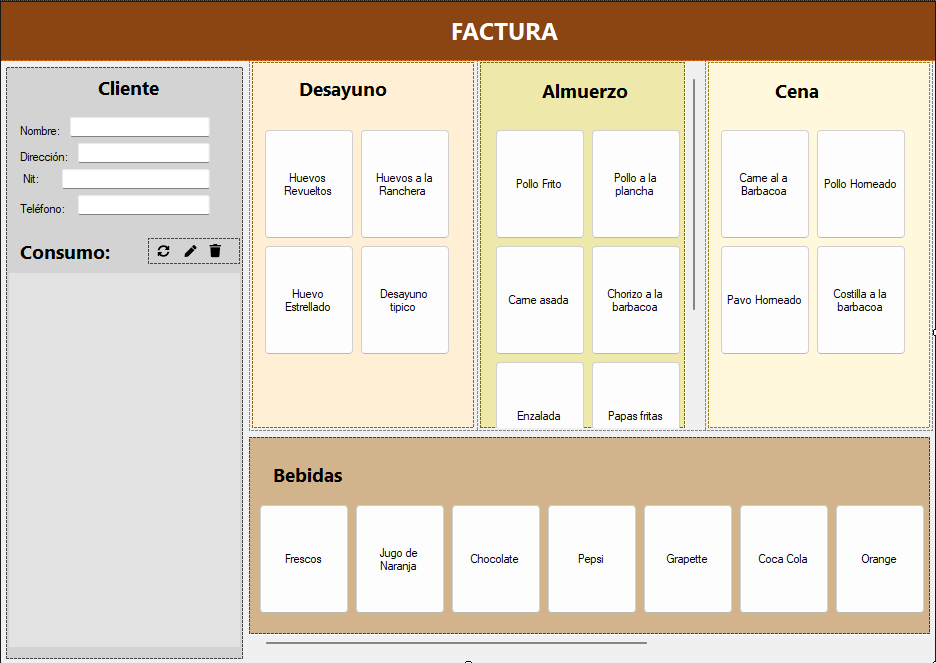 FACTURA
Cliente
Nombre:
Dirección:
Nit:
Teléfono:
Consumo:
Desayuno
Huevos
Revueltos
Huevos a la
Ranchera
Huevo
Estrellado
Desayuno
tipico
Almuerzo
Pollo Frito
Pollo a la
plancha
Carne asada
Chorizo a la
barbacoa
Enzalada
Papas fritas
Cena
Carne al a
Barbacoa
Pollo Horneado
Pavo Horneado
Costilla a la
barbacoa
Bebidas
Frescos
Jugo de
Naranja
Chocolate
Pepsi
Grapette
Coca Cola
Orange